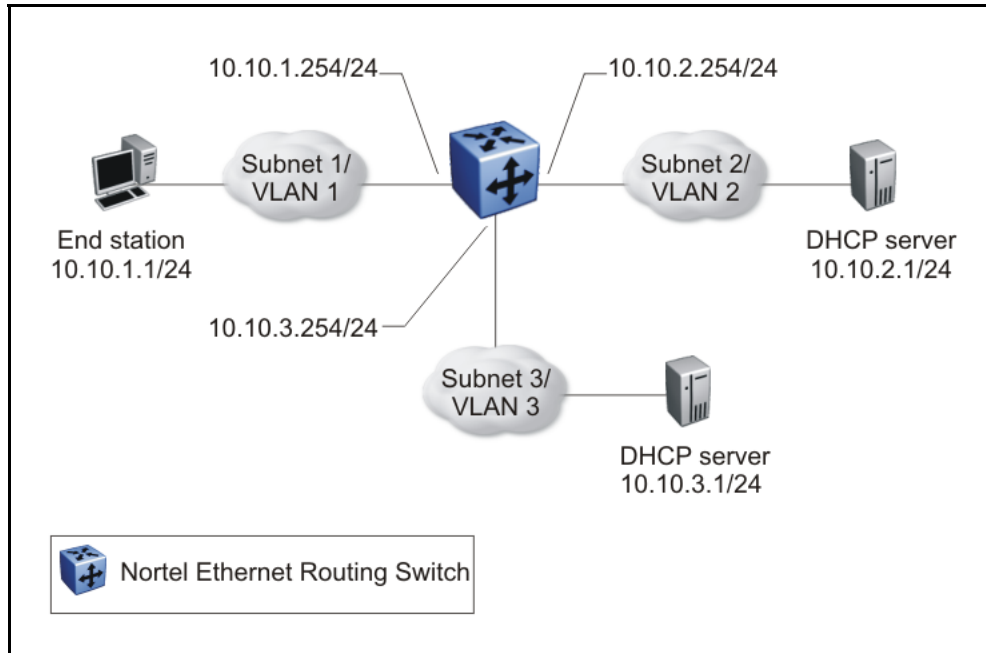 10.10.1.254/24
10.10.2.254/24
Subnet 1/
VLAN 1
Subnet 2/
VLAN 2
End station
10.10.1.1/24
DHCP server
10.10.2.1/24
10.10.3.254/24
Subnet 3/
VLAN 3
DHCP server
10.10.3.1/24
Nortel Ethernet Routing Switch